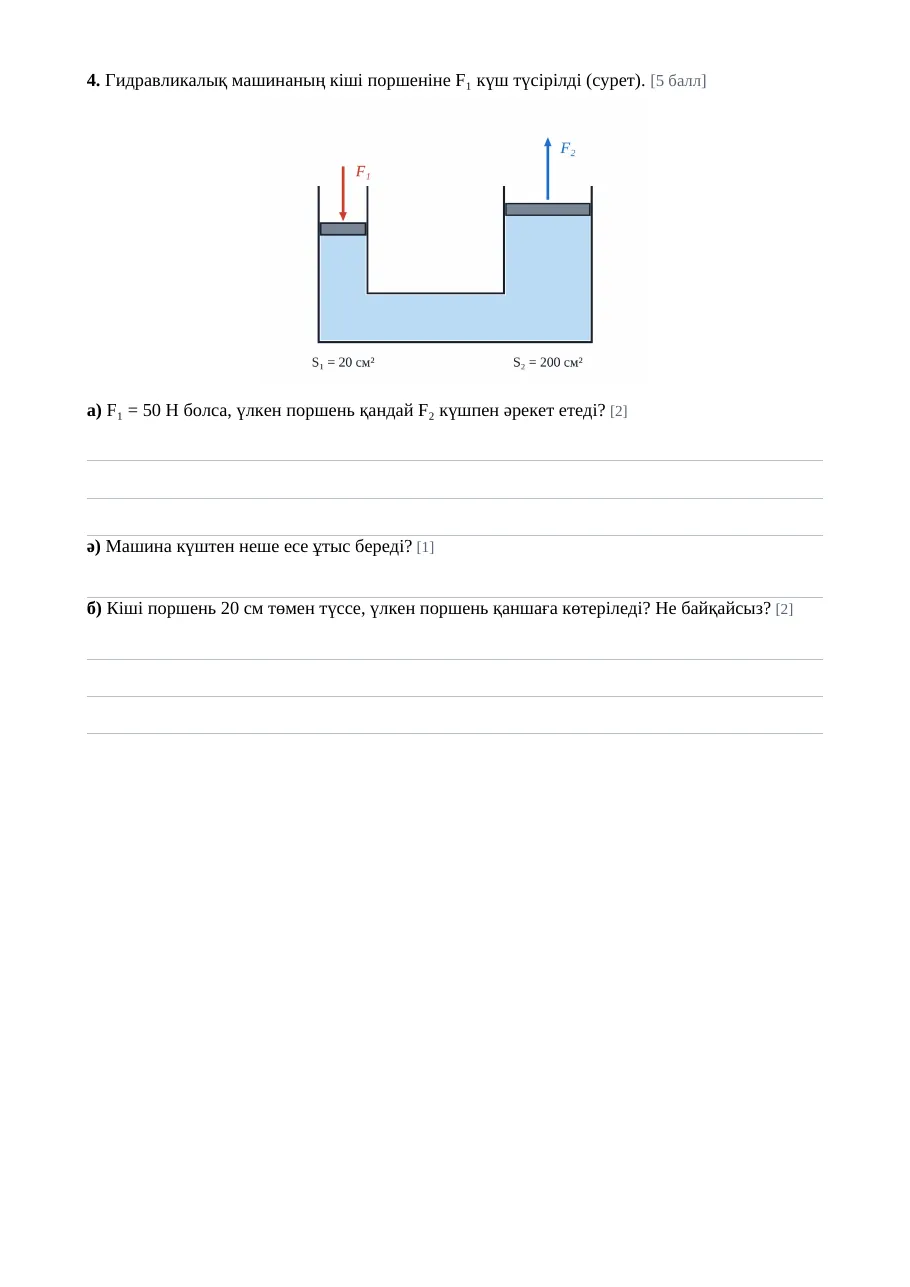 4. Гидравликалық машинаның кіші поршеніне F₁ күш түсірілді (сурет). [5 балл]
F₂
F₁
S₁ = 20 см² S₂ = 200 см²
а) F₁ = 50 Н болса, үлкен поршень қандай F₂ күшпен әрекет етеді? [2]
ә) Машина күштен неше есе ұтыс береді? [1]
б) Кіші поршень 20 см төмен түссе, үлкен поршень қаншаға көтеріледі? Не байқайсыз? [2]